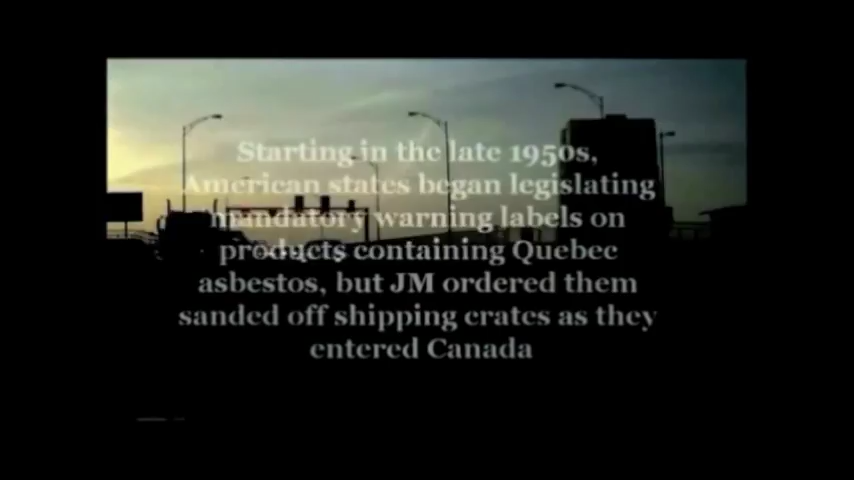 Starting in the late 1950s,
American states began legislating
mandatory warning labels on
products containing Quebec
asbestos, but JM ordered them
sanded off shipping crates as they
entered Canada